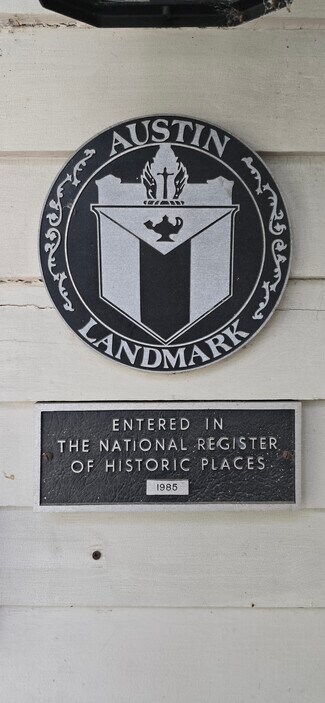 AUSTIN
LANDMARK
ENTERED IN
THE NATIONAL REGISTER
OF HISTORIC PLACES
1985